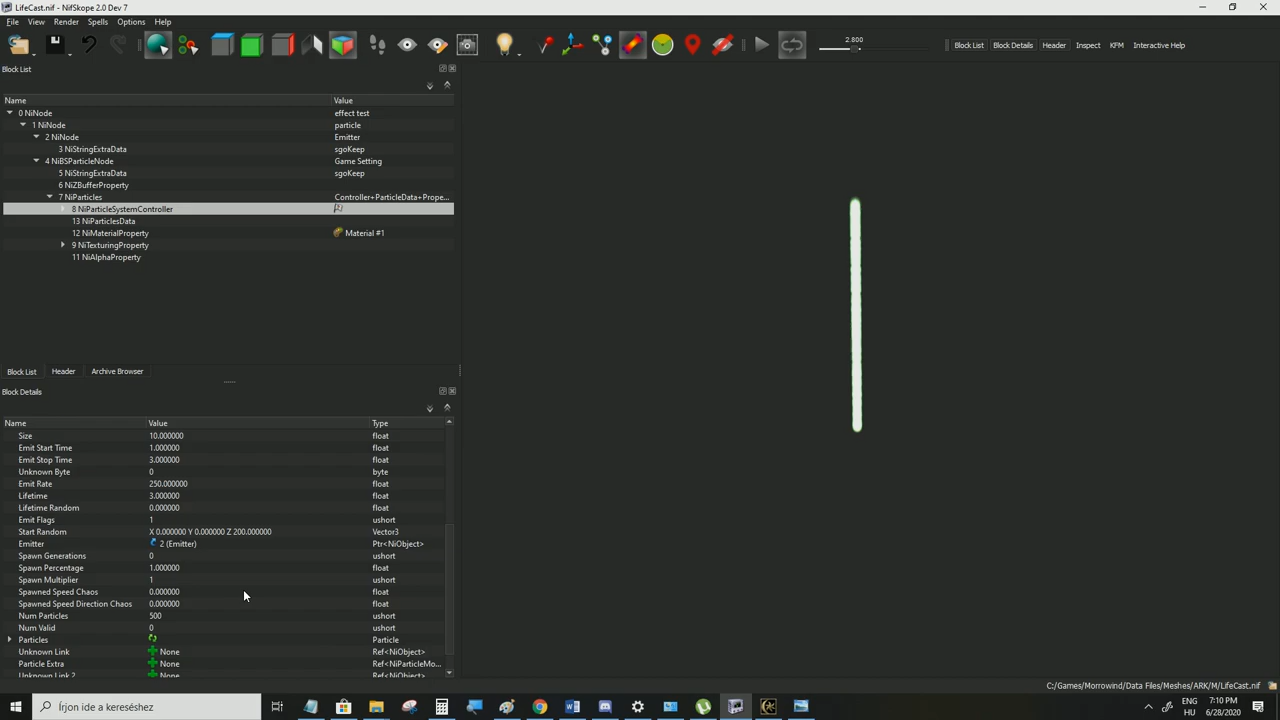 LifeCast.nif - NifSkope 2.0 Dev 7
File View Render Spells Options Help
2.800
Block List Block Details Header Inspect KFM Interactive Help
Block List
Name Value
0 NiNode effect test
1 NiNode particle
2 NiNode Emitter
3 NiStringExtraData sgoKeep
4 NiBSParticleNode Game Setting
5 NiStringExtraData sgoKeep
6 NiZBufferProperty
7 NiParticles Controller+ParticleData+Prope...
8 NiParticleSystemController
13 NiParticlesData
12 NiMaterialProperty Material #1
9 NiTexturingProperty
11 NiAlphaProperty
Block List Header Archive Browser
Block Details
Name Value Type
Size 10.000000 float
Emit Start Time 1.000000 float
Emit Stop Time 3.000000 float
Unknown Byte 0 byte
Emit Rate 250.000000 float
Lifetime 3.000000 float
Lifetime Random 0.000000 float
Emit Flags 1 ushort
Start Random X 0.000000 Y 0.000000 Z 200.000000 Vector3
Emitter 2 (Emitter) Ptr<NiObject>
Spawn Generations 0 ushort
Spawn Percentage 1.000000 float
Spawn Multiplier 1 ushort
Spawned Speed Chaos 0.000000 float
Spawned Speed Direction Chaos 0.000000 float
Num Particles 500 ushort
Num Valid 0 ushort
Particles Particle
Unknown Link None Ref<NiObject>
Particle Extra None Ref<NiParticleMo...
Unknown Link 2 None Ref<NiObject>
C:/Games/Morrowind/Data Files/Meshes/ARK/M/LifeCast.nif
Írjon ide a kereséshez
ENG 7:10 PM
HU 6/28/2020